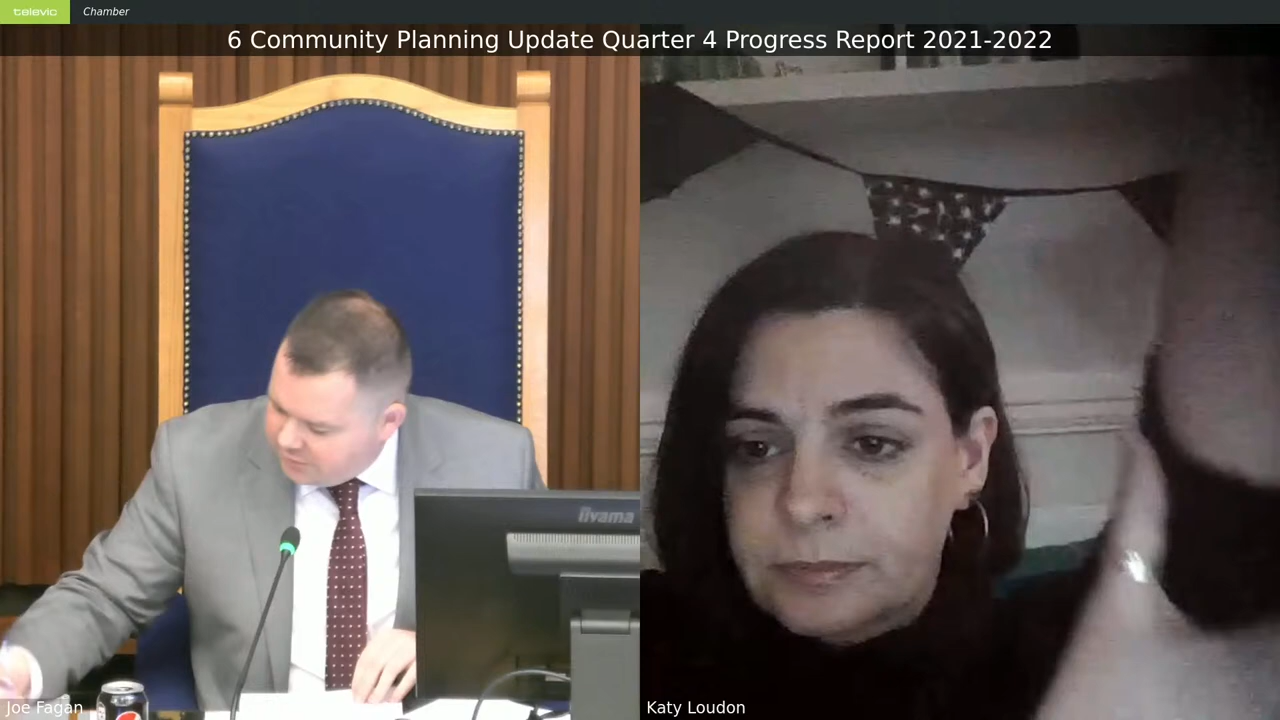 televic
Chamber
6 Community Planning Update Quarter 4 Progress Report 2021-2022
iiyama
Joe Fagan
Katy Loudon